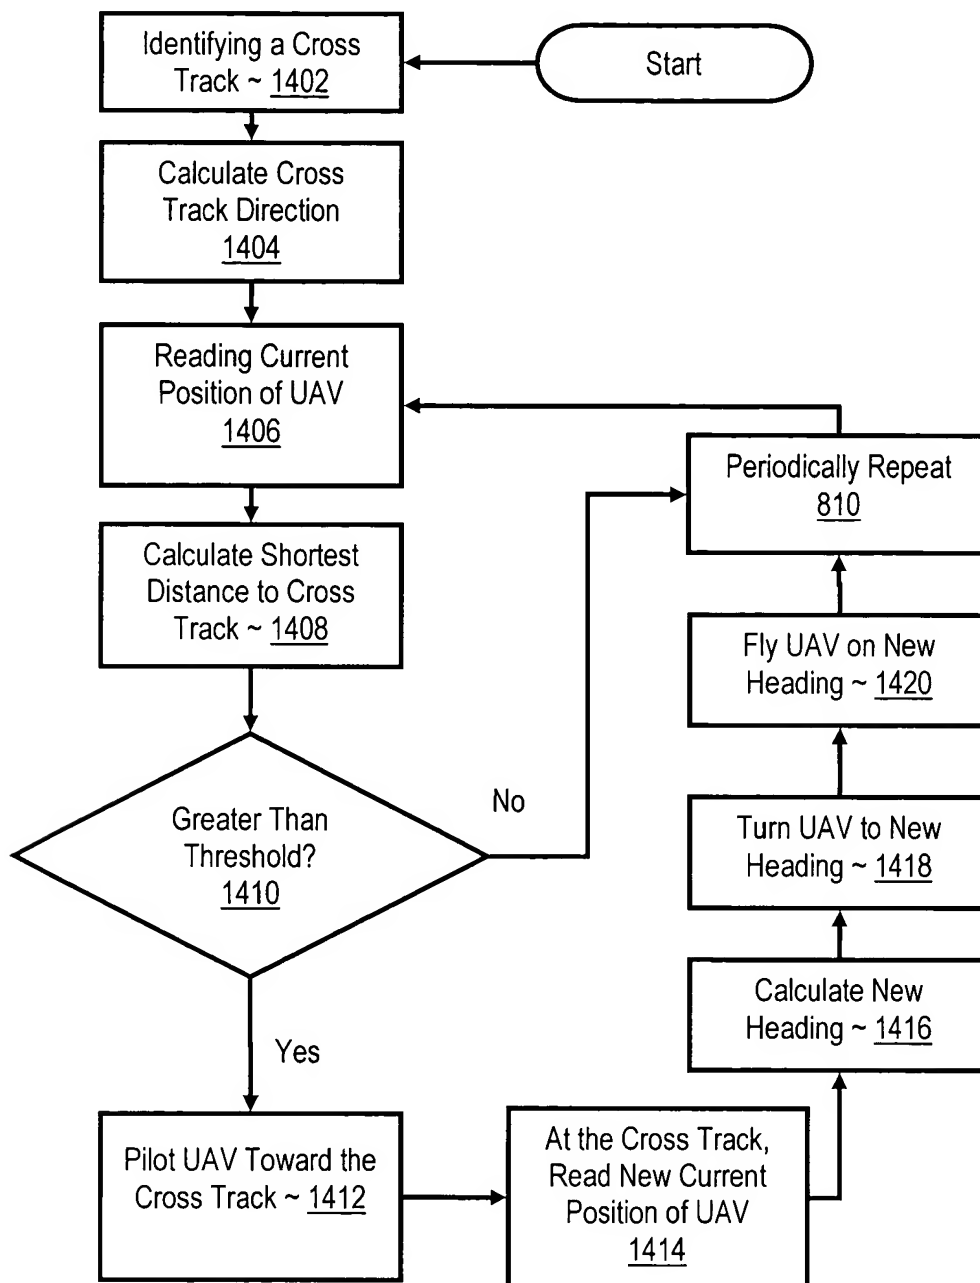 Start
Identifying a Cross
Track ~ 1402
Calculate Cross
Track Direction
1404
Reading Current
Position of UAV
1406
Calculate Shortest
Distance to Cross
Track ~ 1408
Greater Than
Threshold?
1410
No
Yes
Pilot UAV Toward the
Cross Track ~ 1412
At the Cross Track,
Read New Current
Position of UAV
1414
Calculate New
Heading ~ 1416
Turn UAV to New
Heading ~ 1418
Fly UAV on New
Heading ~ 1420
Periodically Repeat
810